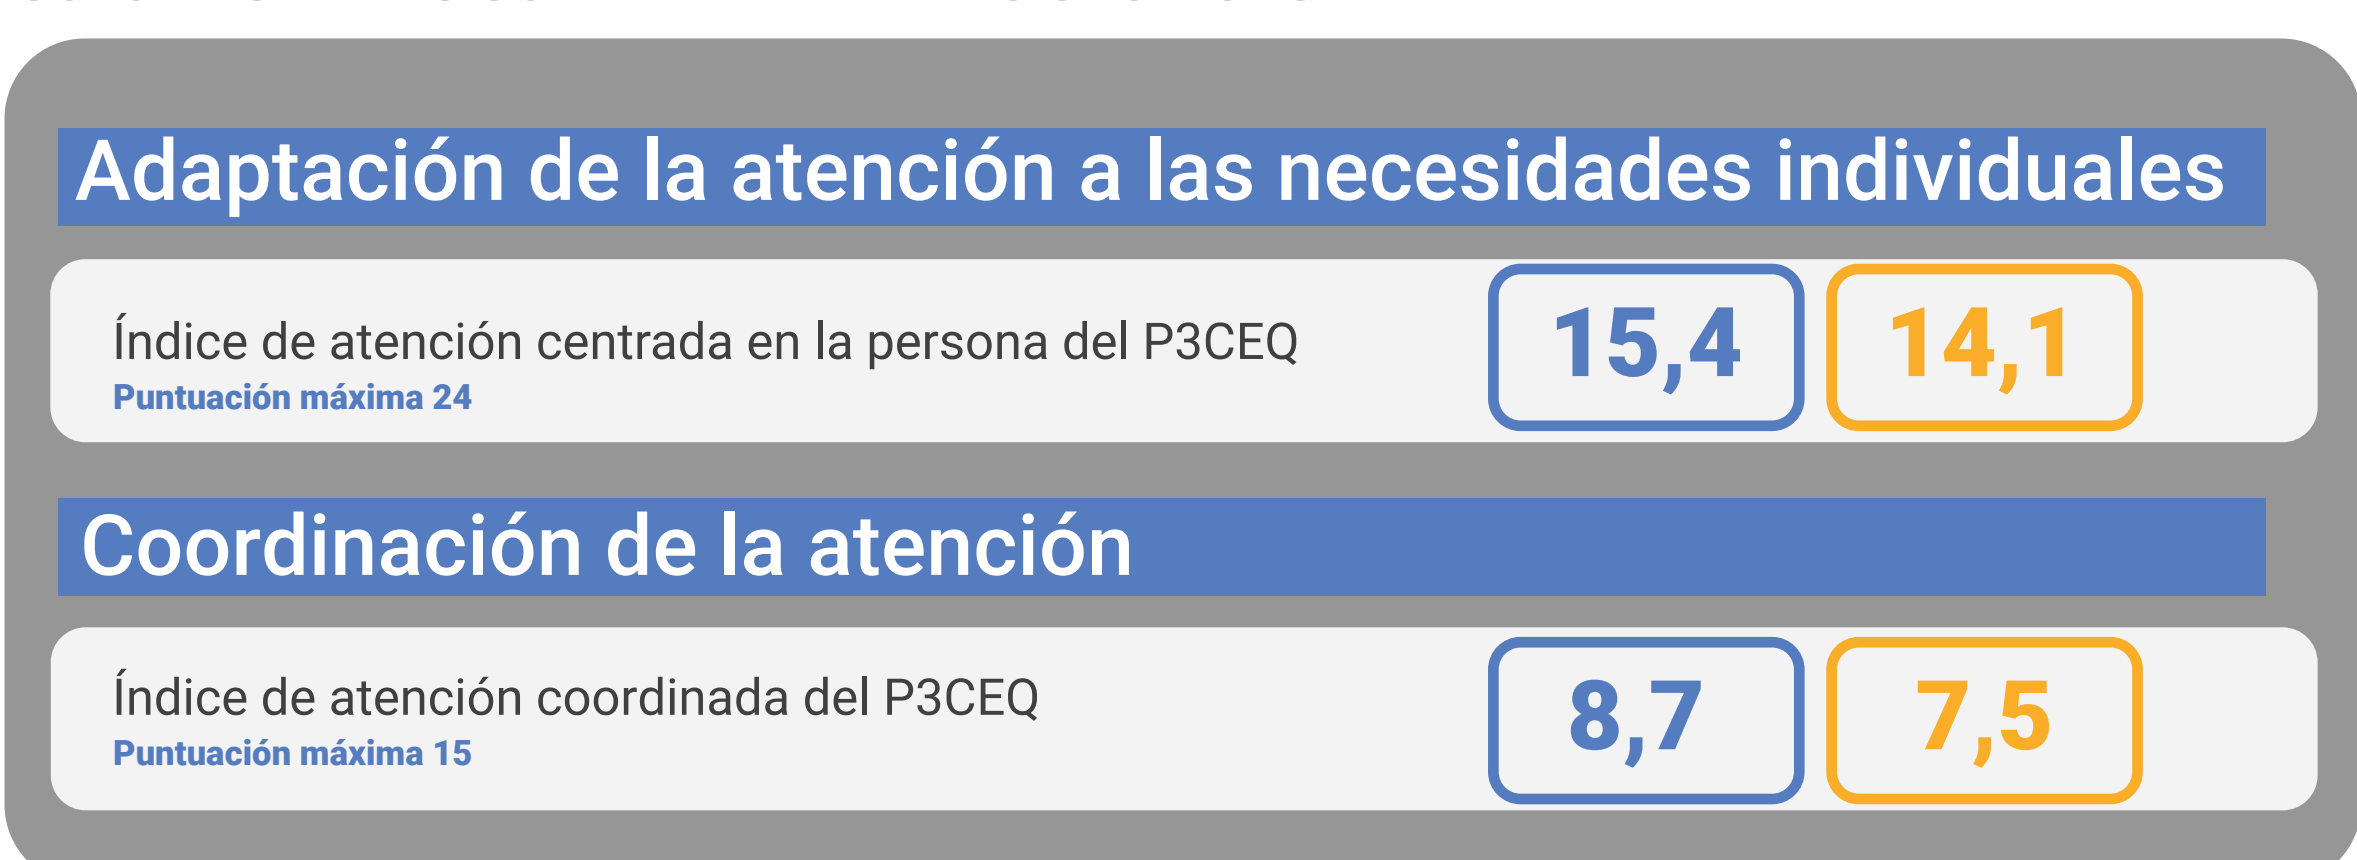 Adaptación de la atención a las necesidades individuales
Índice de atención centrada en la persona del P3CEQ
Puntuación máxima 24
15,4
14,1
Coordinación de la atención
Índice de atención coordinada del P3CEQ
Puntuación máxima 15
8,7
7,5